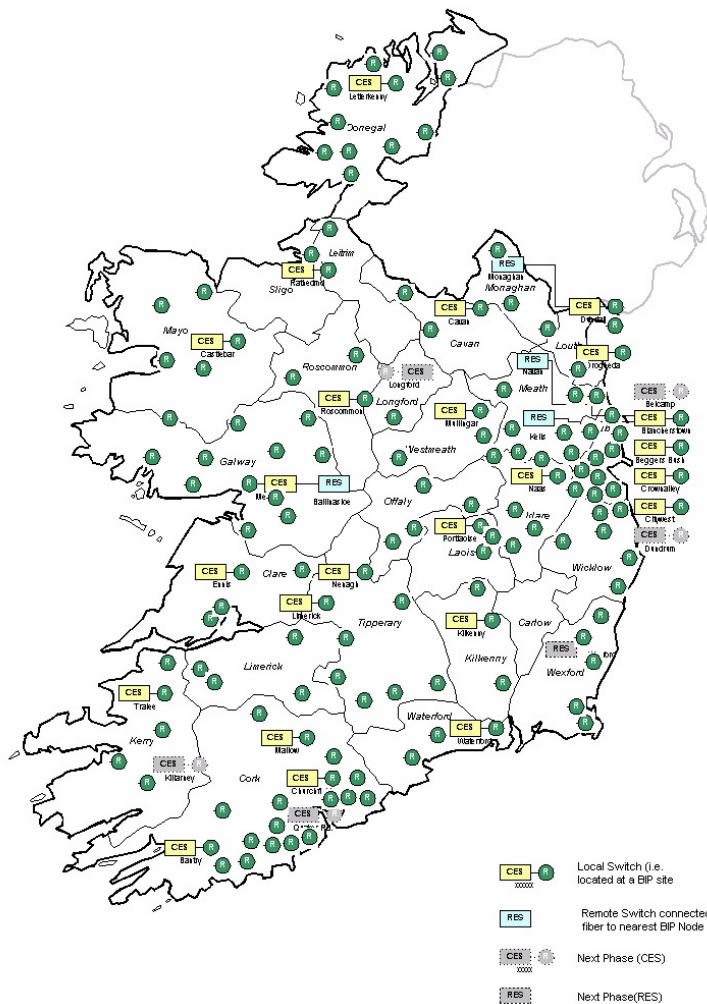 R
R
CES R
Letterkenny
R
R
R
Donegal
R
R
R
R
R
R
R
Leitrim
R
CES R
Rathedmond
Sligo
R
RES
Monaghan
Monaghan
R
R
R
R
R
CES R
Cavan
Cavan
R
CES R
R
Mayo
CES R
Castlebar
R
R
Louth
CES R
Drogheda
Roscommon
R
R CES
Longford
RES
Navan
Meath
R
R
R
CES R
Belcamp
CES R
Roscommon
Longford
CES R
Mullingar
RES
Kells
R
CES R
Blancherstown
R
R
R
R
Westmeath
R
R
R
CES R
Beggers Bush
Galway
R
R
R
R
R
CES
RES
Ballinasloe
R
R
Offaly
R
CES R
Naas
CES R
Crownalley
CES R
Citywest
CES R
Portlaoise
Laois
R
R
CES R
Dundrum
Wicklow
R
R
CES R
Ennis
Clare
R
CES R
Nenagh
CES R
Limerick
R
R
Tipperary
R
CES R
Kilkenny
Kilkenny
Carlow
R
R
RES
R
Wexford
Limerick
R
R
R
R
R
CES R
Tralee
Kerry
R
R
R
R
R
R
Waterford
R
CES R
Waterford
R
R
CES R
Killarney
R
R
CES R
Mallow
Cork
R
CES R
R
R
R
R
R
CES R
R
R
CES R
Bantry
R
R
R
R
R
R
CES R
xxxxxx
Local Switch (i.e.
located at a BIP site
RES
Remote Switch connected
fiber to nearest BIP Node
CES R
xxxxx
Next Phase (CES)
RES
Next Phase(RES)